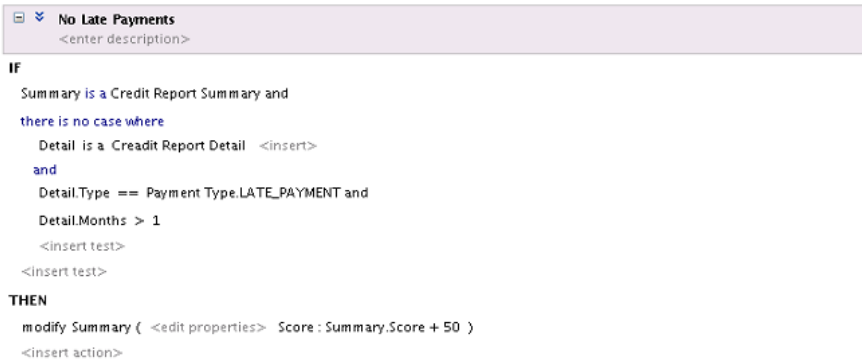 No Late Payments
<enter description>
IF
Summary is a Credit Report Summary and
there is no case where
Detail is a Creadit Report Detail <insert>
and
Detail.Type == Payment Type.LATE_PAYMENT and
Detail.Months > 1
<insert test>
<insert test>
THEN
modify Summary ( <edit properties> Score : Summary.Score + 50 )
<insert action>